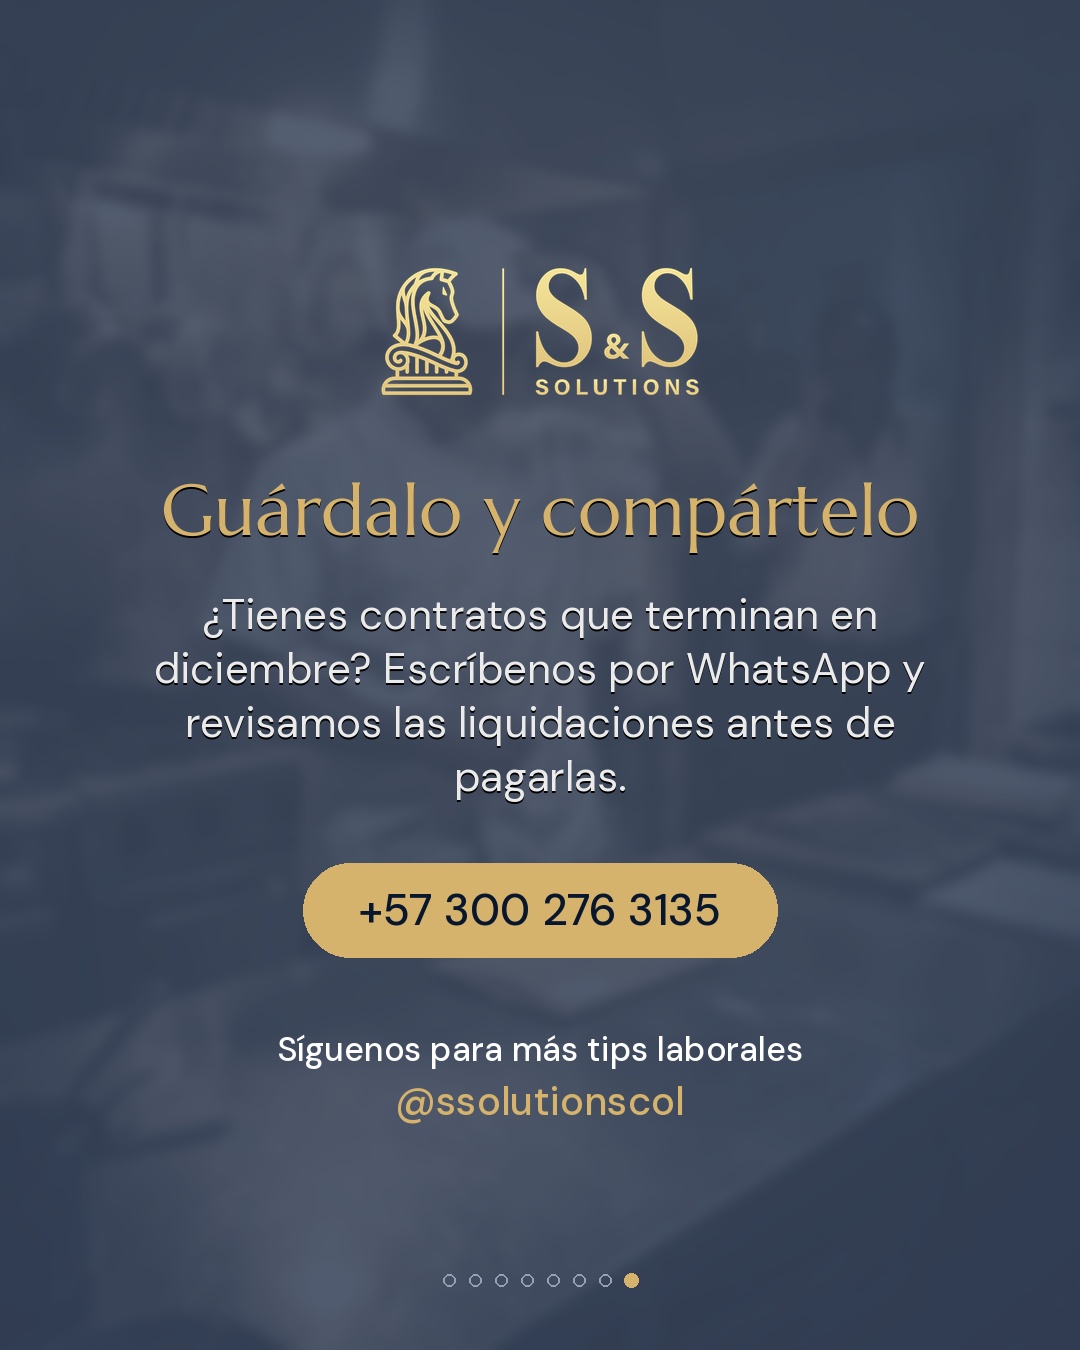 S&S
SOLUTIONS
Guárdalo y compártelo
¿Tienes contratos que terminan en
diciembre? Escríbenos por WhatsApp y
revisamos las liquidaciones antes de
pagarlas.
+57 300 276 3135
Síguenos para más tips laborales
@ssolutionscol